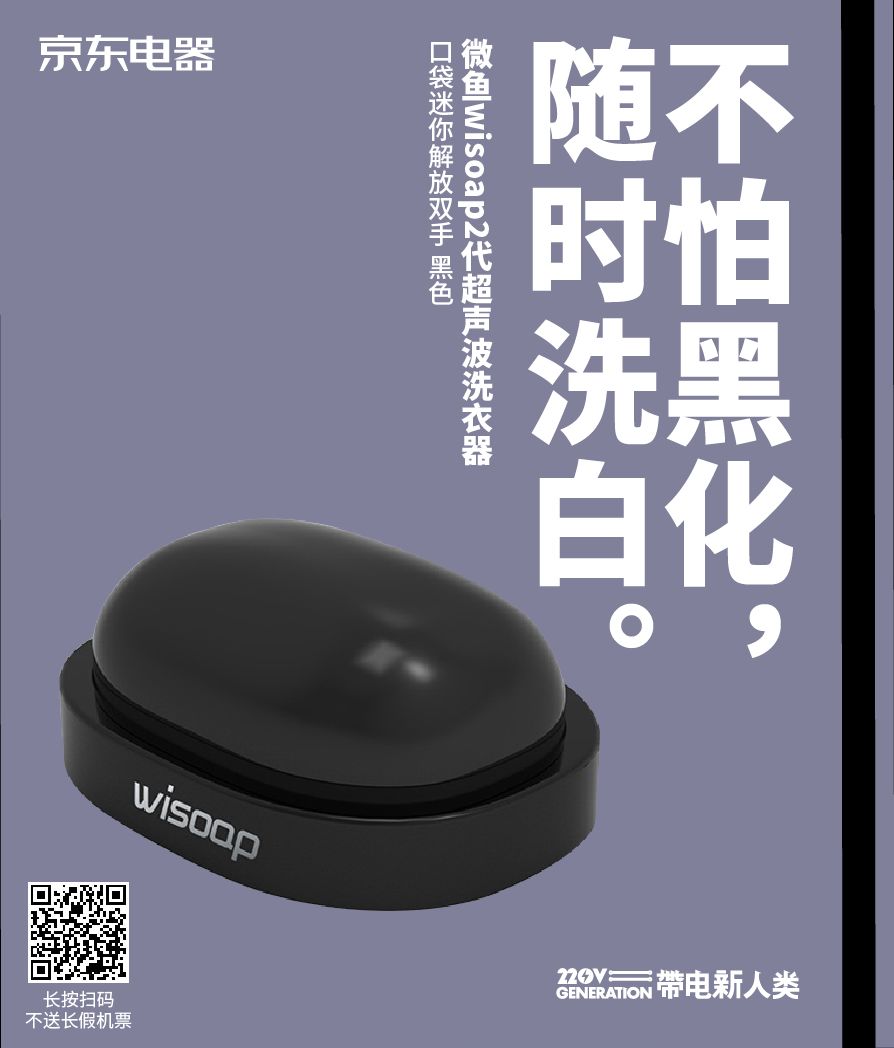 京东电器
不怕黑化，
随时洗白。
微鱼wisoap2代超声波洗衣器
口袋迷你解放双手 黑色
wisoap
长按扫码
不送长假机票
220V GENERATION 帶电新人类